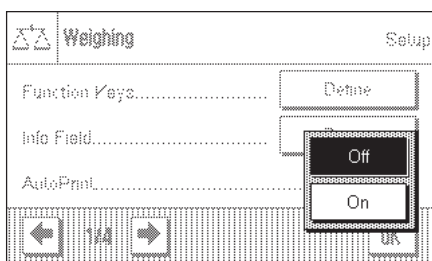 Weighing Setup
Function Keys........................... Define
Info Field...................................
AutoPrint...................................
Off
On
1/4 OK